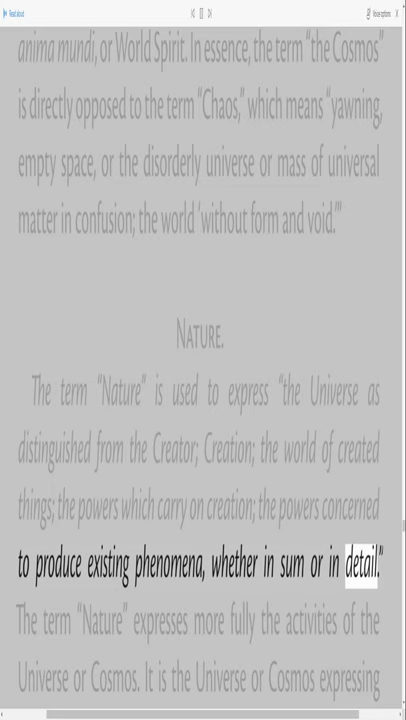 Read aloud
Voice options
anima mundi, or World Spirit. In essence, the term “the Cosmos”
is directly opposed to the term “Chaos,” which means “yawning,
empty space, or the disorderly universe or mass of universal
matter in confusion; the world ‘without form and void.’”
NATURE.
The term “Nature” is used to express “the Universe as
distinguished from the Creator; Creation; the world of created
things; the powers which carry on creation; the powers concerned
to produce existing phenomena, whether in sum or in detail.”
The term “Nature” expresses more fully the activities of the
Universe or Cosmos. It is the Universe or Cosmos expressing